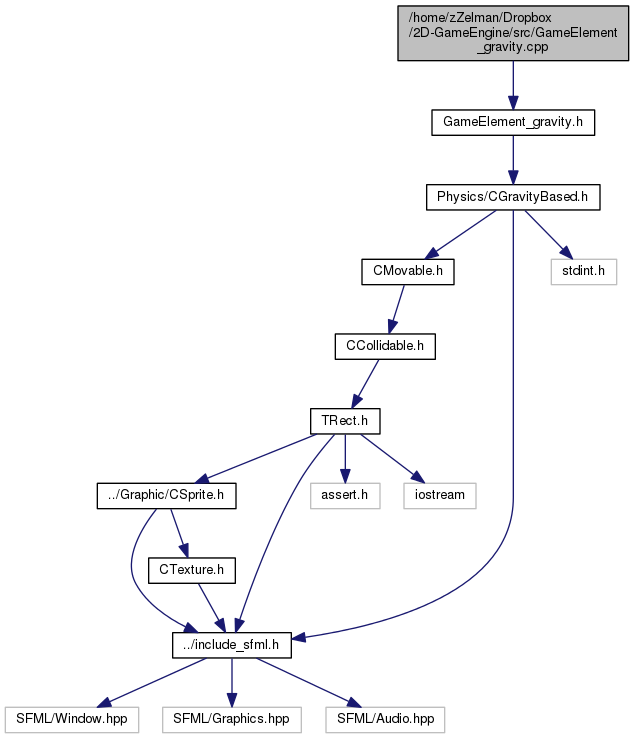 /home/zZelman/Dropbox
/2D-GameEngine/src/GameElement
_gravity.cpp
GameElement_gravity.h
Physics/CGravityBased.h
CMovable.h
stdint.h
CCollidable.h
TRect.h
../Graphic/CSprite.h
assert.h
iostream
CTexture.h
../include_sfml.h
SFML/Window.hpp
SFML/Graphics.hpp
SFML/Audio.hpp